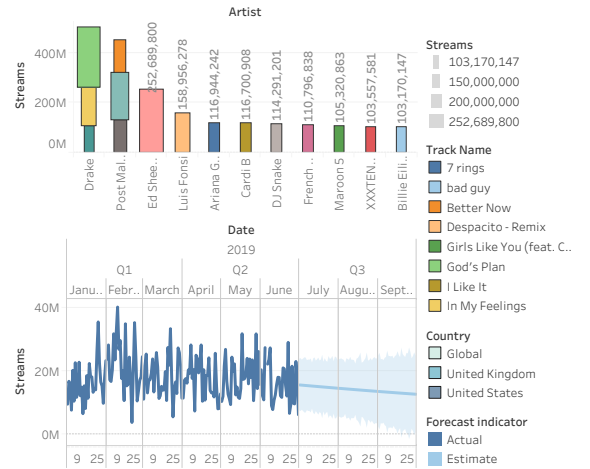 Artist
Streams
400M
200M
0M
252,689,800
158,956,278
116,944,242
116,700,908
114,291,201
110,796,838
105,320,863
103,557,581
103,170,147
Drake
Post Mal..
Ed Shee..
Luis Fonsi
Ariana G..
Cardi B
DJ Snake
French ..
Maroon 5
XXXTEN..
Billie Eili..
Date
2019
Q1 Q2 Q3
Janu.. Febr.. March April May June July Augu.. Sept..
Streams
40M
20M
0M
9 25 9 25 9 25 9 25 9 25 9 25 9 25 9 25 9 25
Streams
103,170,147
150,000,000
200,000,000
252,689,800
Track Name
7 rings
bad guy
Better Now
Despacito - Remix
Girls Like You (feat. C..
God's Plan
I Like It
In My Feelings
Country
Global
United Kingdom
United States
Forecast indicator
Actual
Estimate